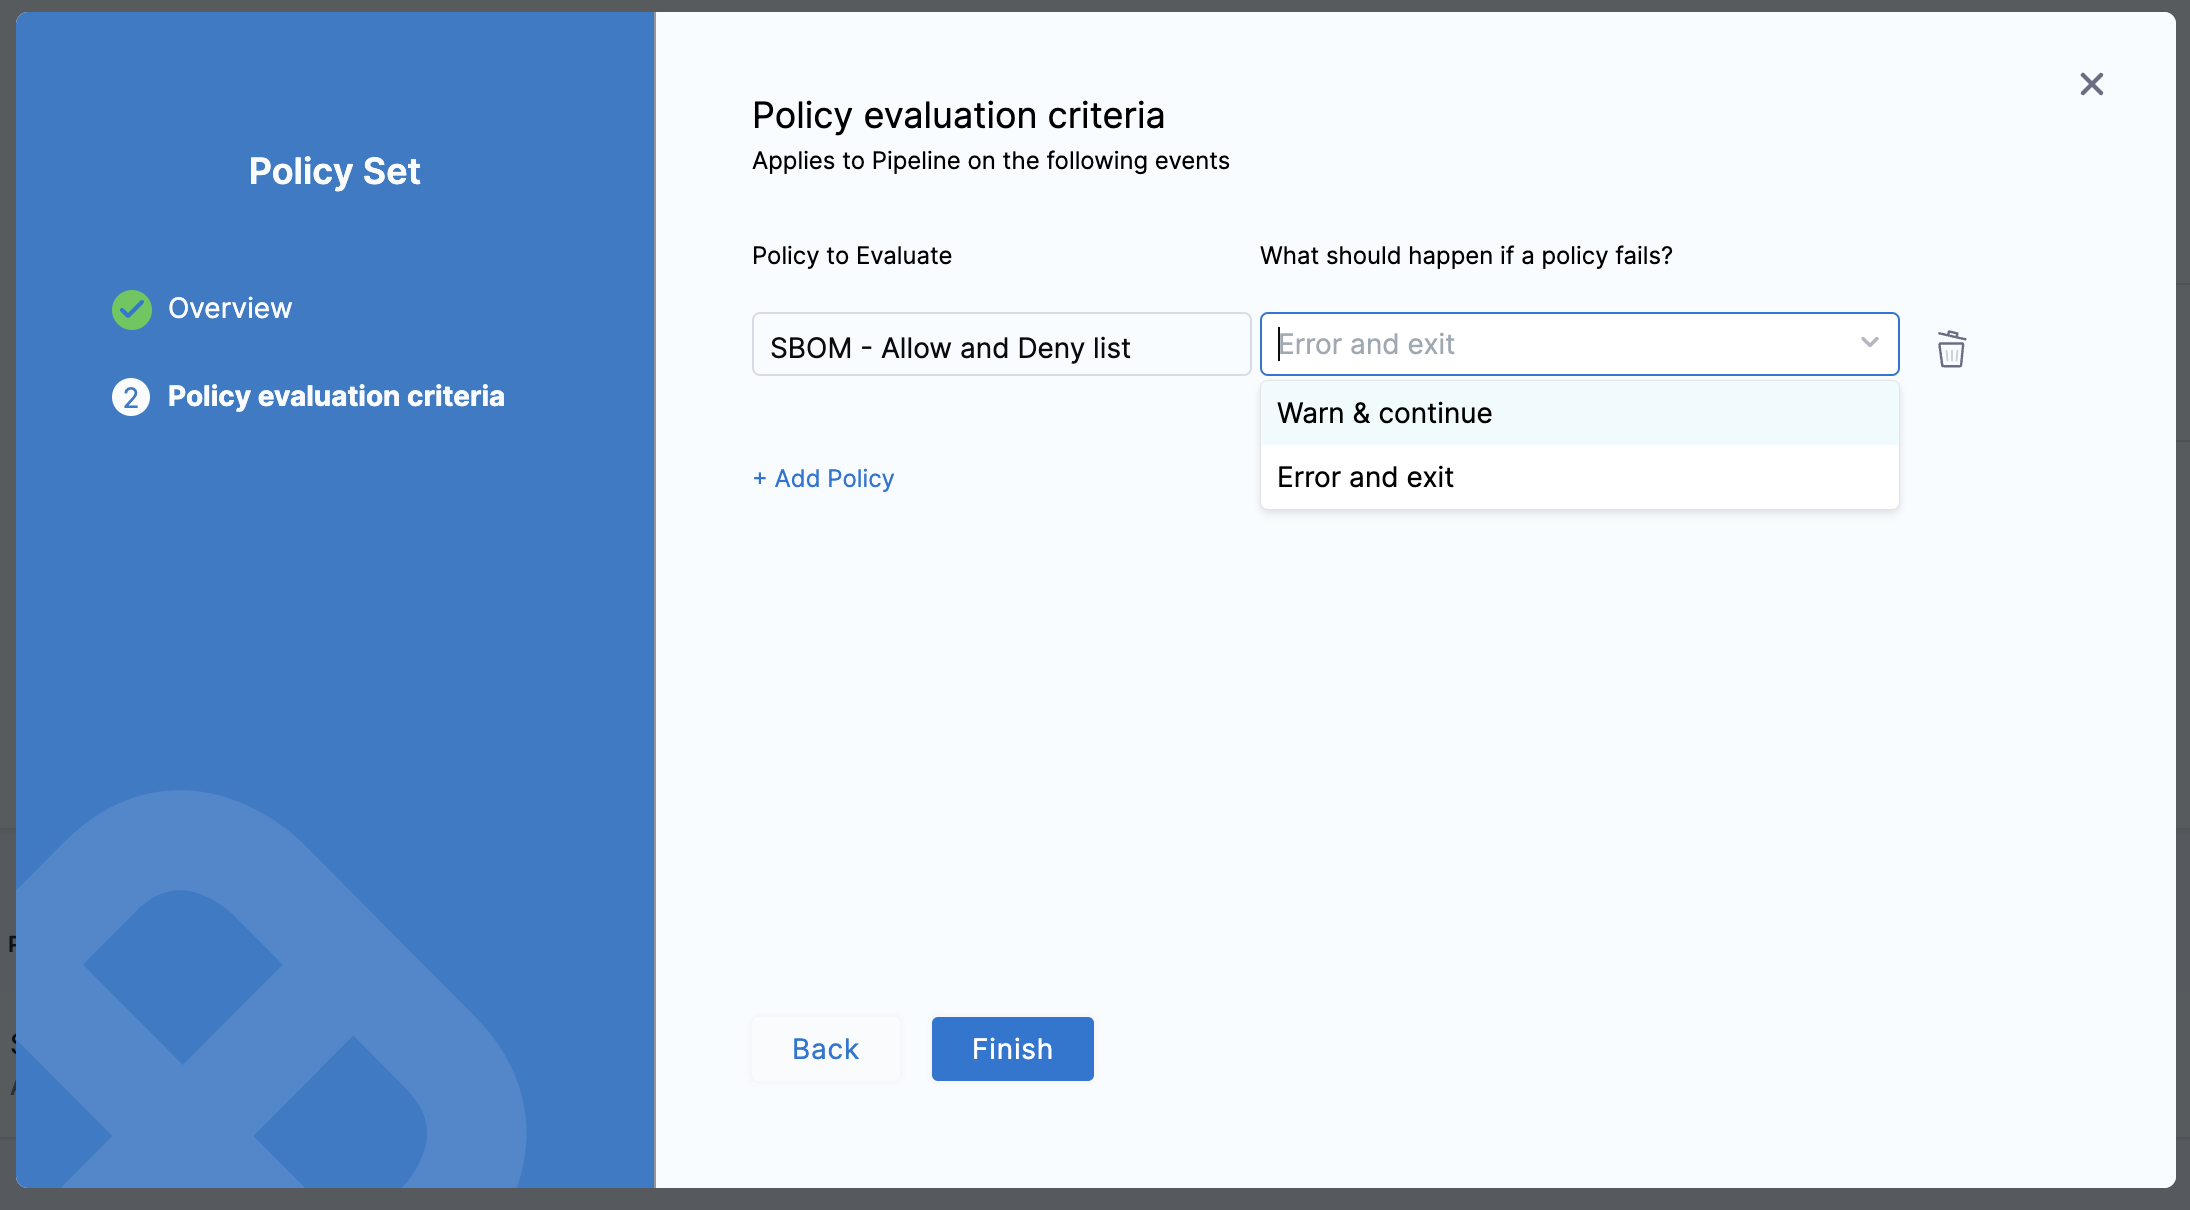 Policy Set
Overview
2 Policy evaluation criteria
Policy evaluation criteria
Applies to Pipeline on the following events
Policy to Evaluate
What should happen if a policy fails?
SBOM - Allow and Deny list
Error and exit
Warn & continue
Error and exit
+ Add Policy
Back
Finish